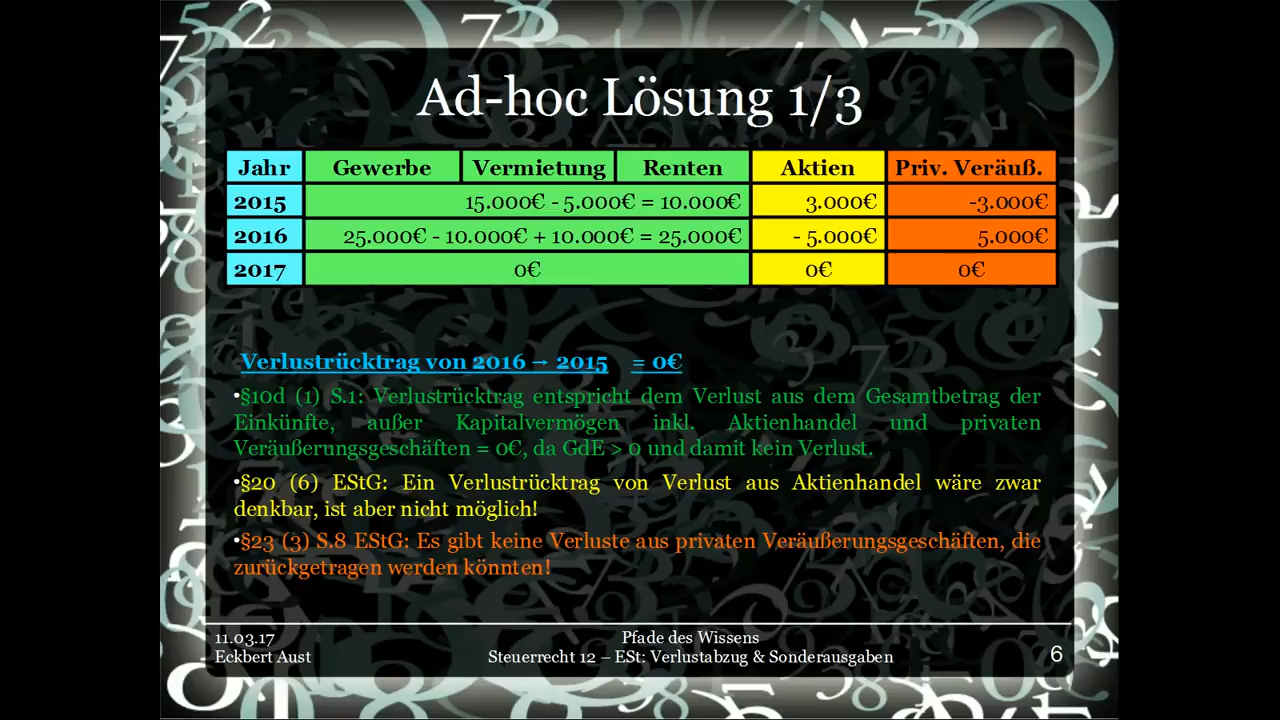 Ad-hoc Lösung 1/3
Jahr Gewerbe Vermietung Renten Aktien Priv. Veräuß.
2015 15.000€ - 5.000€ = 10.000€ 3.000€ -3.000€
2016 25.000€ - 10.000€ + 10.000€ = 25.000€ - 5.000€ 5.000€
2017 0€ 0€ 0€
Verlustrücktrag von 2016 → 2015 = 0€
•§10d (1) S.1: Verlustrücktrag entspricht dem Verlust aus dem Gesamtbetrag der
Einkünfte, außer Kapitalvermögen inkl. Aktienhandel und privaten
Veräußerungsgeschäften = 0€, da GdE > 0 und damit kein Verlust.
•§20 (6) EStG: Ein Verlustrücktrag von Verlust aus Aktienhandel wäre zwar
denkbar, ist aber nicht möglich!
•§23 (3) S.8 EStG: Es gibt keine Verluste aus privaten Veräußerungsgeschäften, die
zurückgetragen werden könnten!
11.03.17 Pfade des Wissens
Eckbert Aust Steuerrecht 12 – ESt: Verlustabzug & Sonderausgaben 6